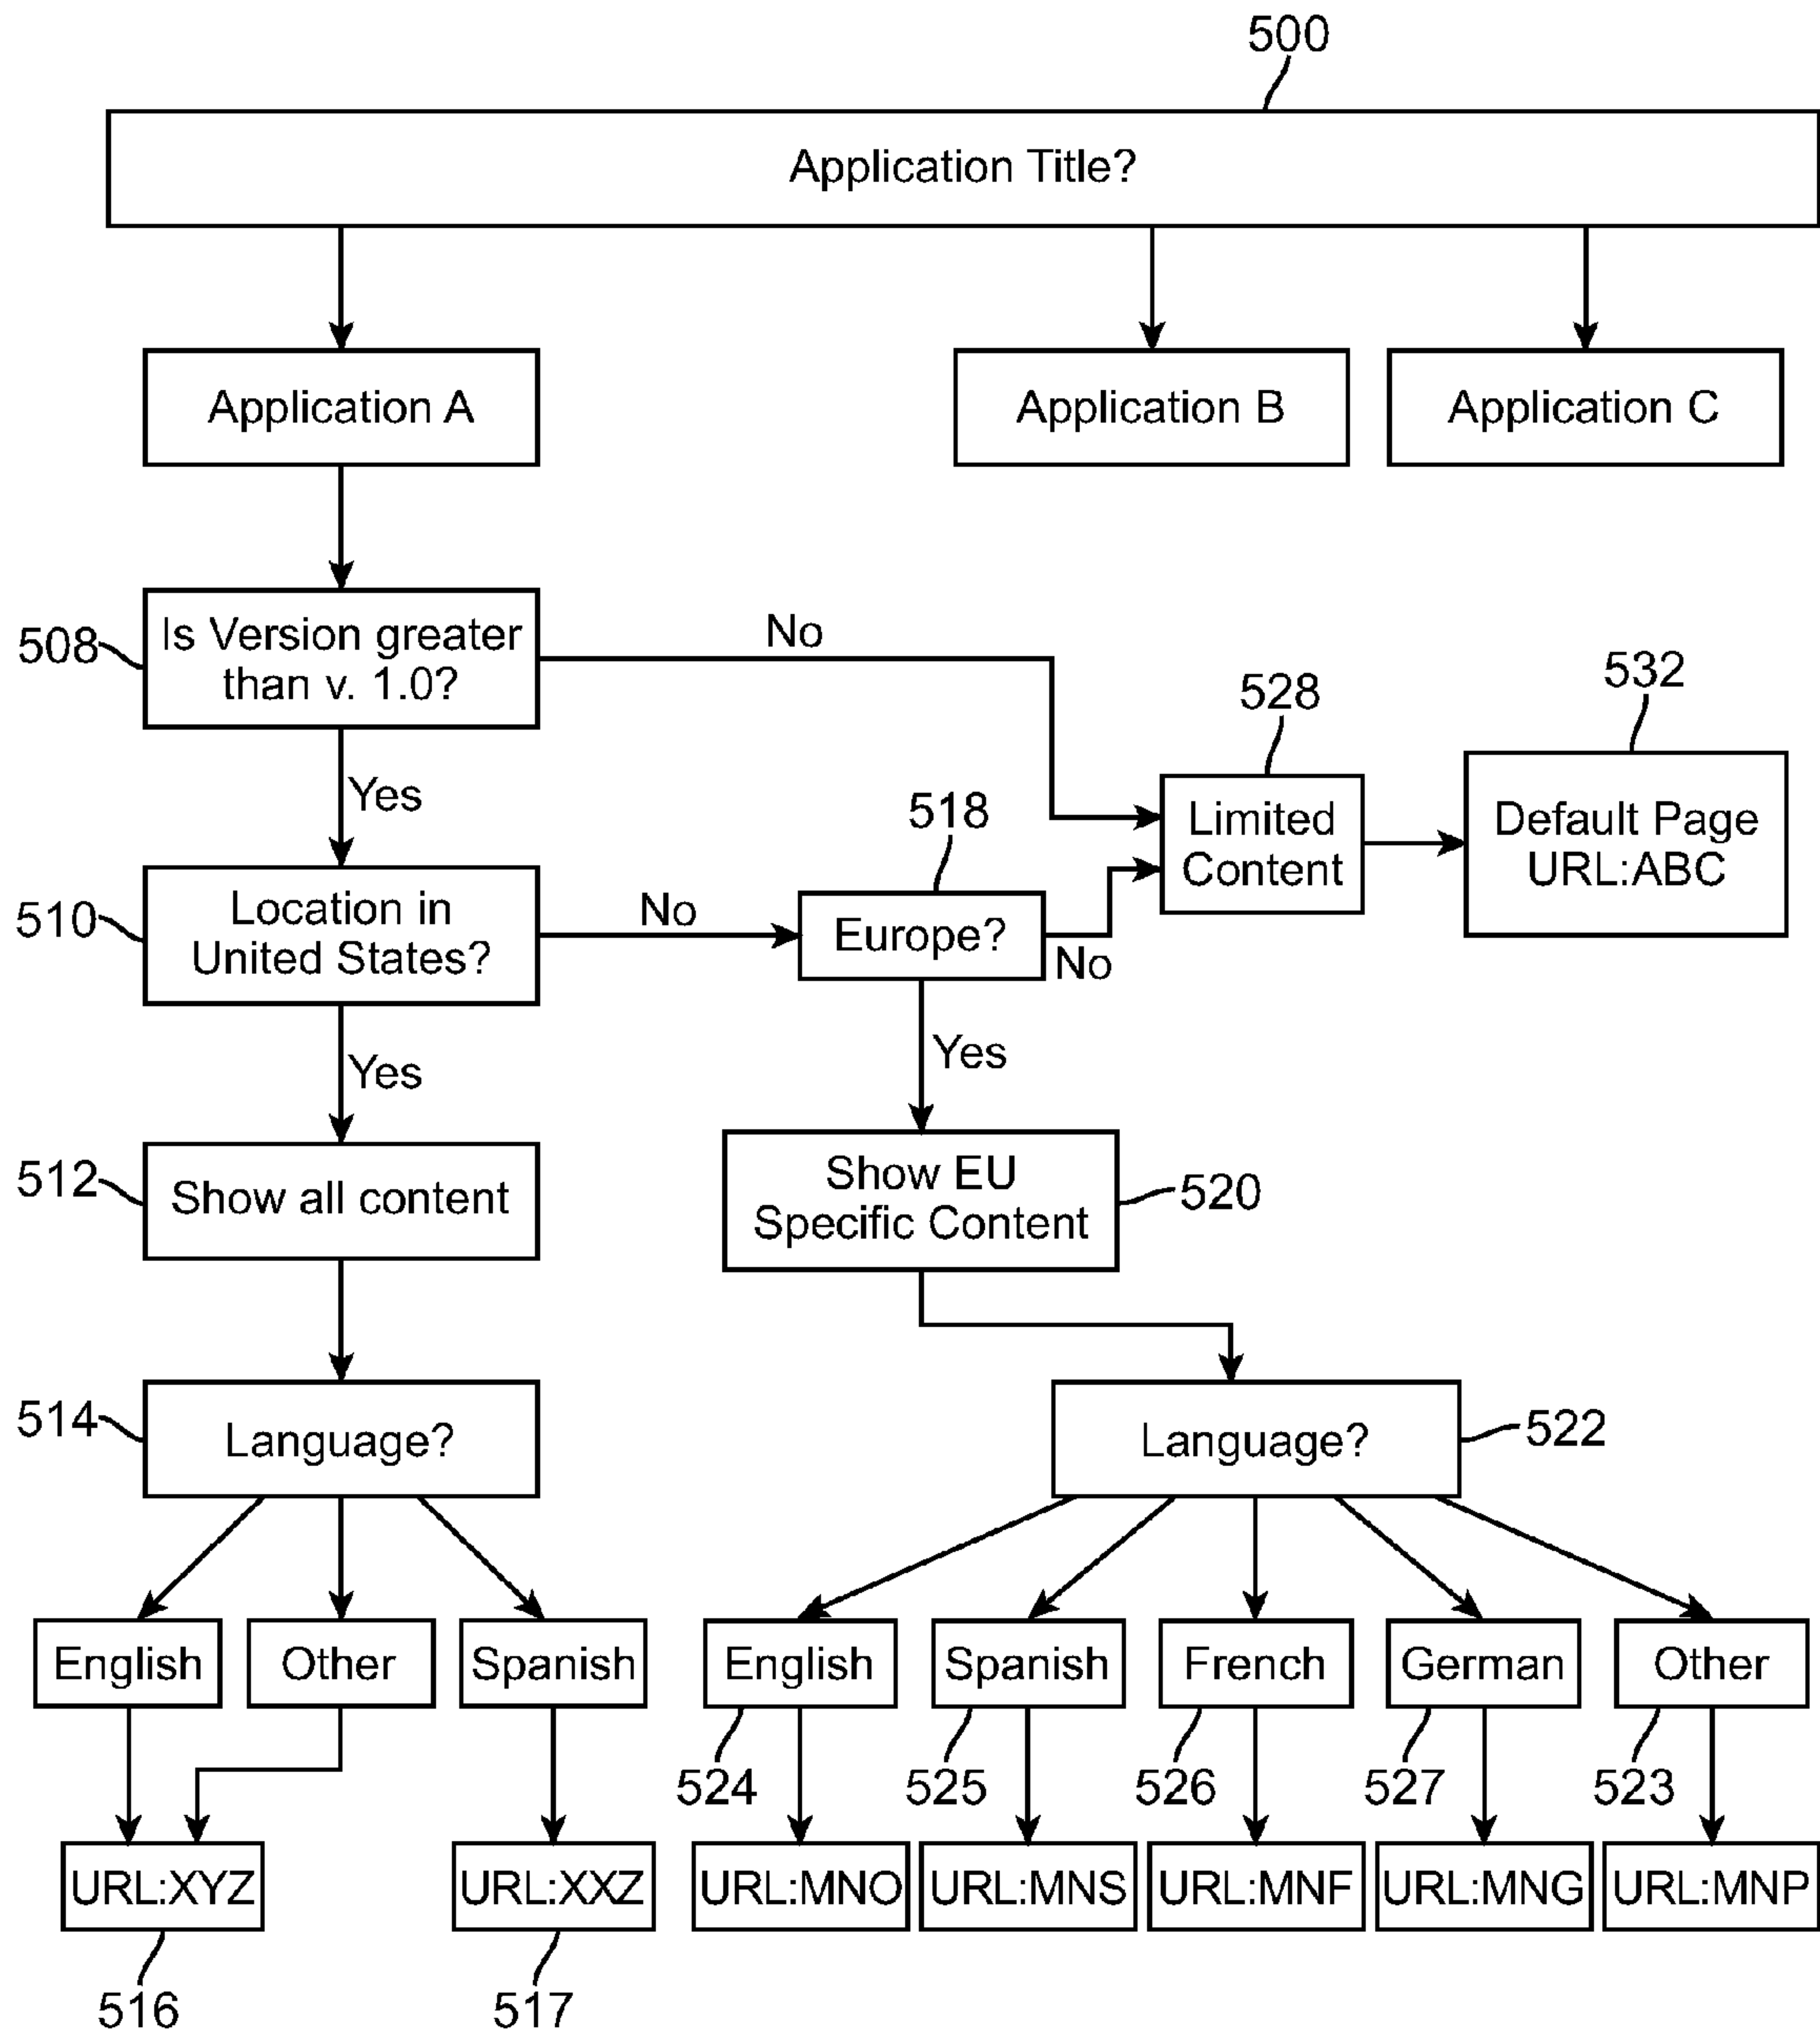 500
Application Title?
Application A
Application B
Application C
508
Is Version greater
than v. 1.0?
No
Yes
528
Limited
Content
532
Default Page
URL:ABC
510
Location in
United States?
No
518
Europe?
No
Yes
Yes
512
Show all content
Show EU
Specific Content
520
514
Language?
Language?
522
English
Other
Spanish
English
Spanish
French
German
Other
524
525
526
527
523
URL:XYZ
URL:XXZ
URL:MNO
URL:MNS
URL:MNF
URL:MNG
URL:MNP
516
517